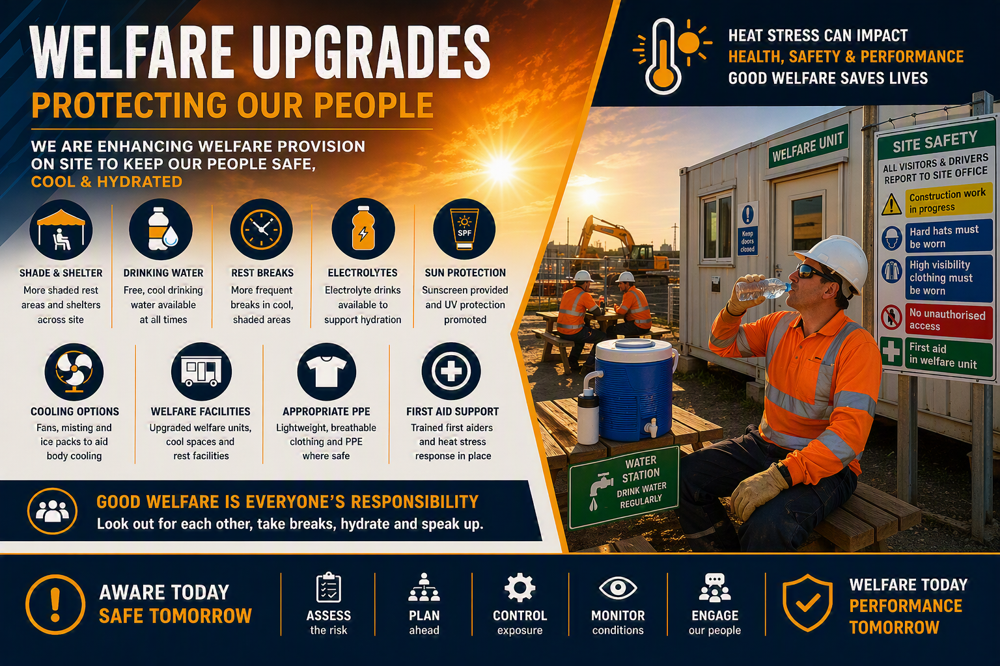 WELFARE UPGRADES
PROTECTING OUR PEOPLE
WE ARE ENHANCING WELFARE PROVISION
ON SITE TO KEEP OUR PEOPLE SAFE,
COOL & HYDRATED
HEAT STRESS CAN IMPACT
HEALTH, SAFETY & PERFORMANCE
GOOD WELFARE SAVES LIVES
SHADE & SHELTER
More shaded rest
areas and shelters
across site
DRINKING WATER
Free, cool drinking
water available
at all times
REST BREAKS
More frequent
breaks in cool,
shaded areas
ELECTROLYTES
Electrolyte drinks
available to
support hydration
SPF
SUN PROTECTION
Sunscreen provided
and UV protection
promoted
COOLING OPTIONS
Fans, misting and
ice packs to aid
body cooling
WELFARE FACILITIES
Upgraded welfare units,
cool spaces and
rest facilities
APPROPRIATE PPE
Lightweight, breathable
clothing and PPE
where safe
FIRST AID SUPPORT
Trained first aiders
and heat stress
response in place
GOOD WELFARE IS EVERYONE'S RESPONSIBILITY
Look out for each other, take breaks, hydrate and speak up.
WELFARE UNIT
Keep
doors
closed
SITE SAFETY
ALL VISITORS & DRIVERS
REPORT TO SITE OFFICE
Construction work
in progress
Hard hats must
be worn
High visibility
clothing must
be worn
No unauthorised
access
First aid
in welfare unit
WATER
STATION
DRINK WATER
REGULARLY
AWARE TODAY
SAFE TOMORROW
ASSESS
the risk
PLAN
ahead
CONTROL
exposure
MONITOR
conditions
ENGAGE
our people
WELFARE TODAY
PERFORMANCE
TOMORROW